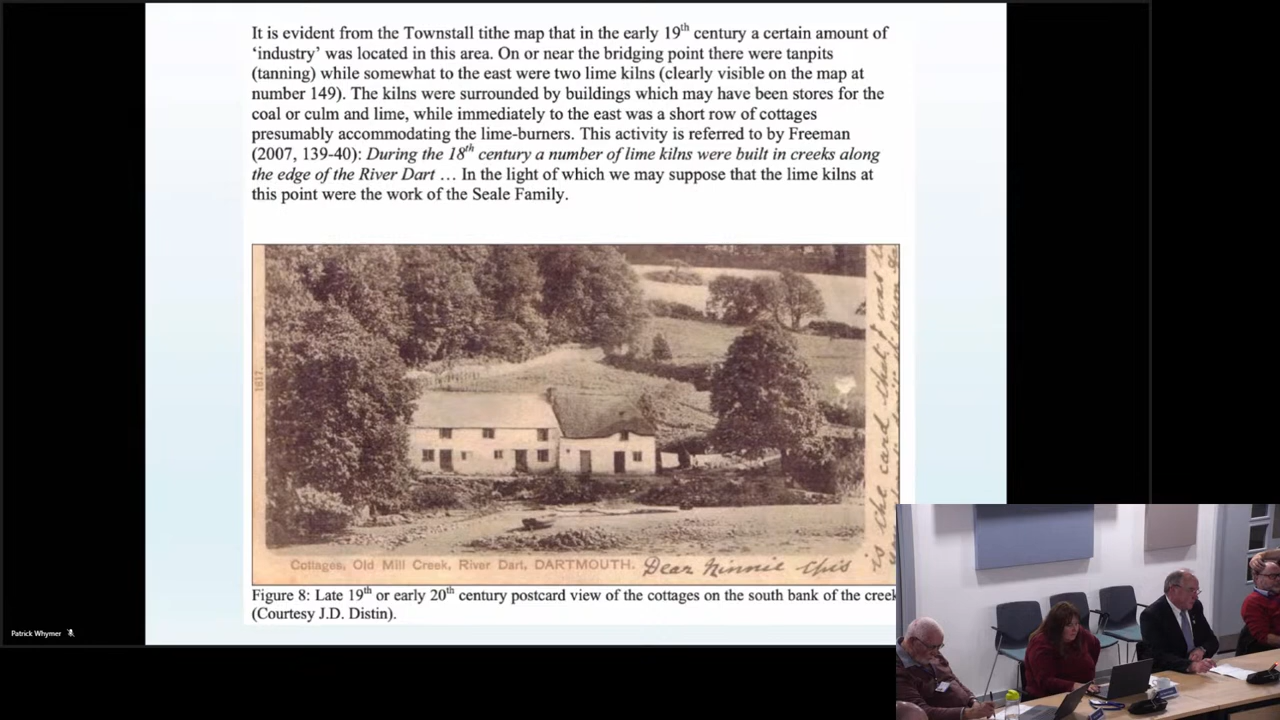 It is evident from the Townstall tithe map that in the early 19th century a certain amount of
‘industry’ was located in this area. On or near the bridging point there were tanpits
(tanning) while somewhat to the east were two lime kilns (clearly visible on the map at
number 149). The kilns were surrounded by buildings which may have been stores for the
coal or culm and lime, while immediately to the east was a short row of cottages
presumably accommodating the lime-burners. This activity is referred to by Freeman
(2007, 139-40): During the 18th century a number of lime kilns were built in creeks along
the edge of the River Dart … In the light of which we may suppose that the lime kilns at
this point were the work of the Seale Family.
1617.
is the card that I was
Cottages, Old Mill Creek, River Dart, DARTMOUTH. Dear Ninnie this
Figure 8: Late 19th or early 20th century postcard view of the cottages on the south bank of the creek
(Courtesy J.D. Distin).
Patrick Whymer